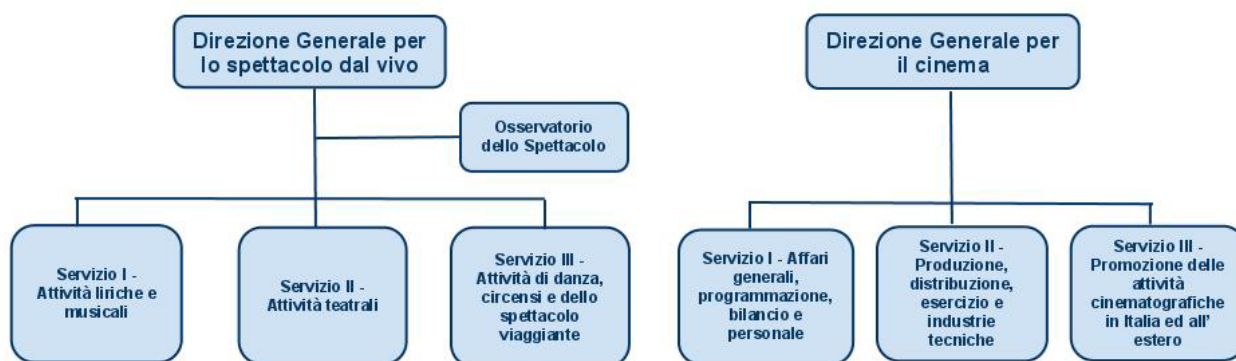 Direzione Generale per
lo spettacolo dal vivo
Direzione Generale per
il cinema
Osservatorio
dello Spettacolo
Servizio I -
Attività liriche e
musicali
Servizio II -
Attività teatrali
Servizio III -
Attività di danza,
circensi e dello
spettacolo
viaggiante
Servizio I - Affari
generali,
programmazione,
bilancio e
personale
Servizio II -
Produzione,
distribuzione,
esercizio e
industrie
tecniche
Servizio III -
Promozione delle
attività
cinematografiche
in Italia ed all'
estero